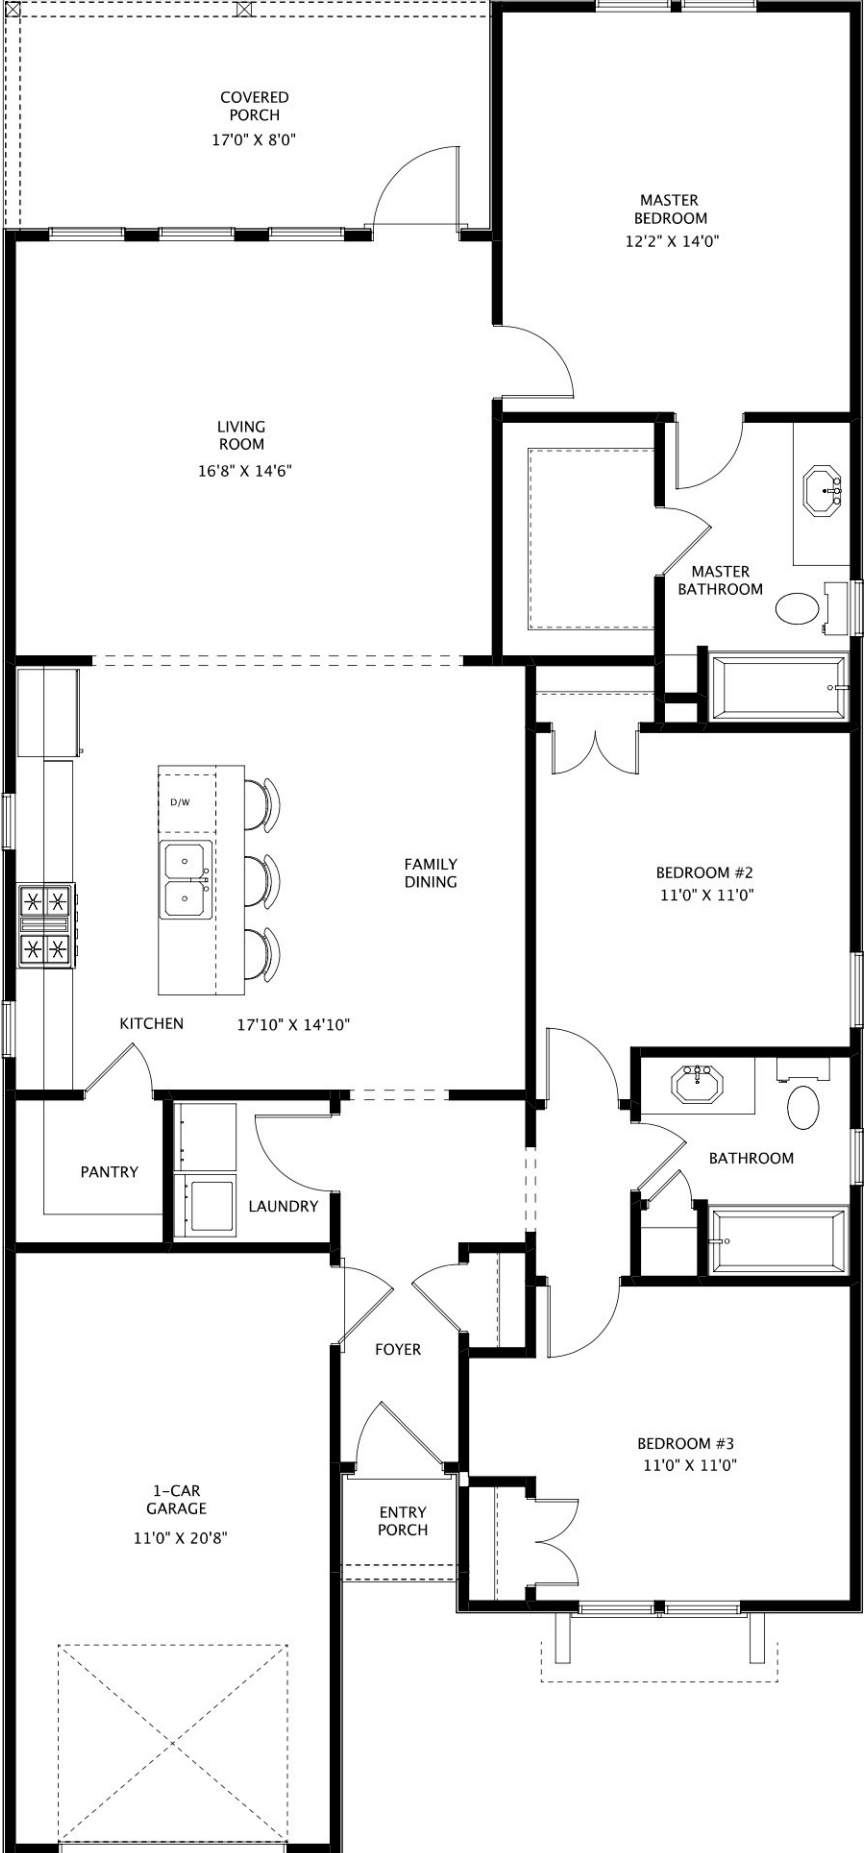 COVERED
PORCH
17'0" X 8'0"
MASTER
BEDROOM
12'2" X 14'0"
LIVING
ROOM
16'8" X 14'6"
MASTER
BATHROOM
D/W
FAMILY
DINING
BEDROOM #2
11'0" X 11'0"
KITCHEN
17'10" X 14'10"
PANTRY
LAUNDRY
BATHROOM
FOYER
BEDROOM #3
11'0" X 11'0"
1-CAR
GARAGE
11'0" X 20'8"
ENTRY
PORCH